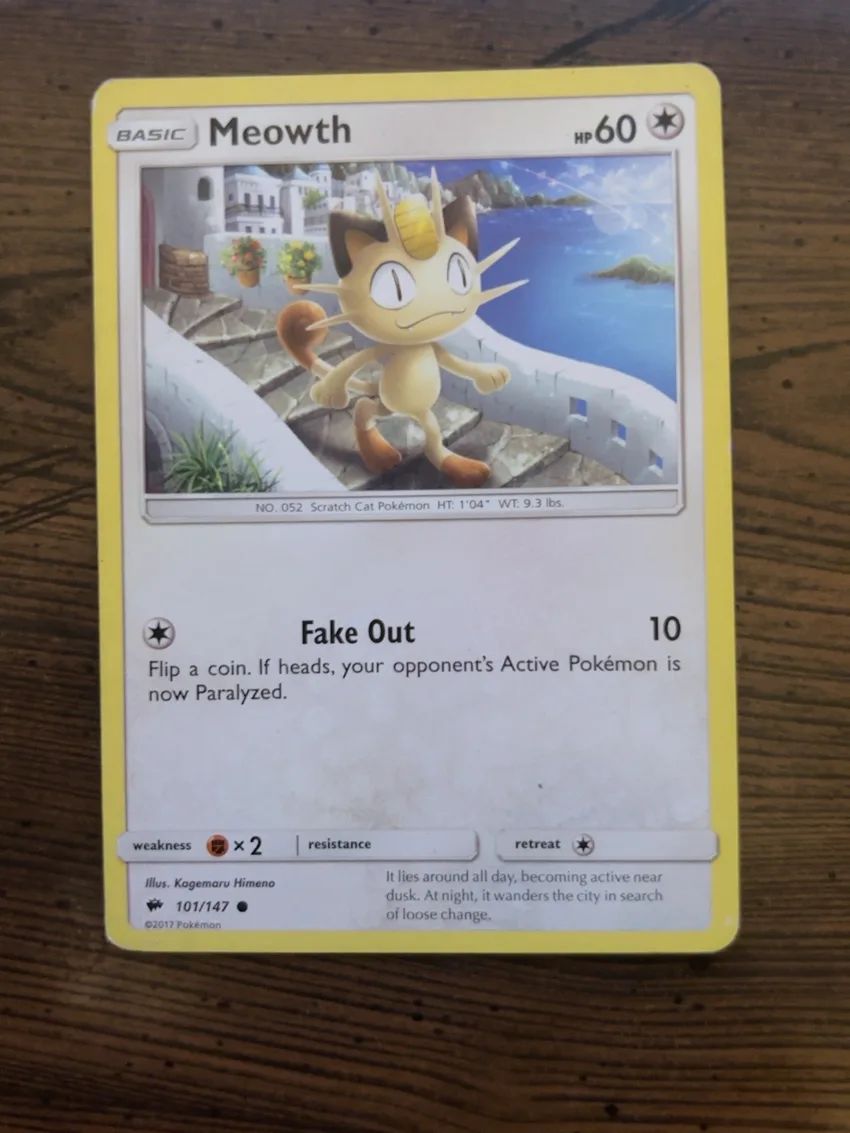 BASIC Meowth HP 60
NO. 052 Scratch Cat Pokémon HT: 1'04" WT: 9.3 lbs.
Fake Out 10
Flip a coin. If heads, your opponent's Active Pokémon is
now Paralyzed.
weakness ×2 resistance retreat
Illus. Kagemaru Himeno
101/147
©2017 Pokémon
It lies around all day, becoming active near
dusk. At night, it wanders the city in search
of loose change.